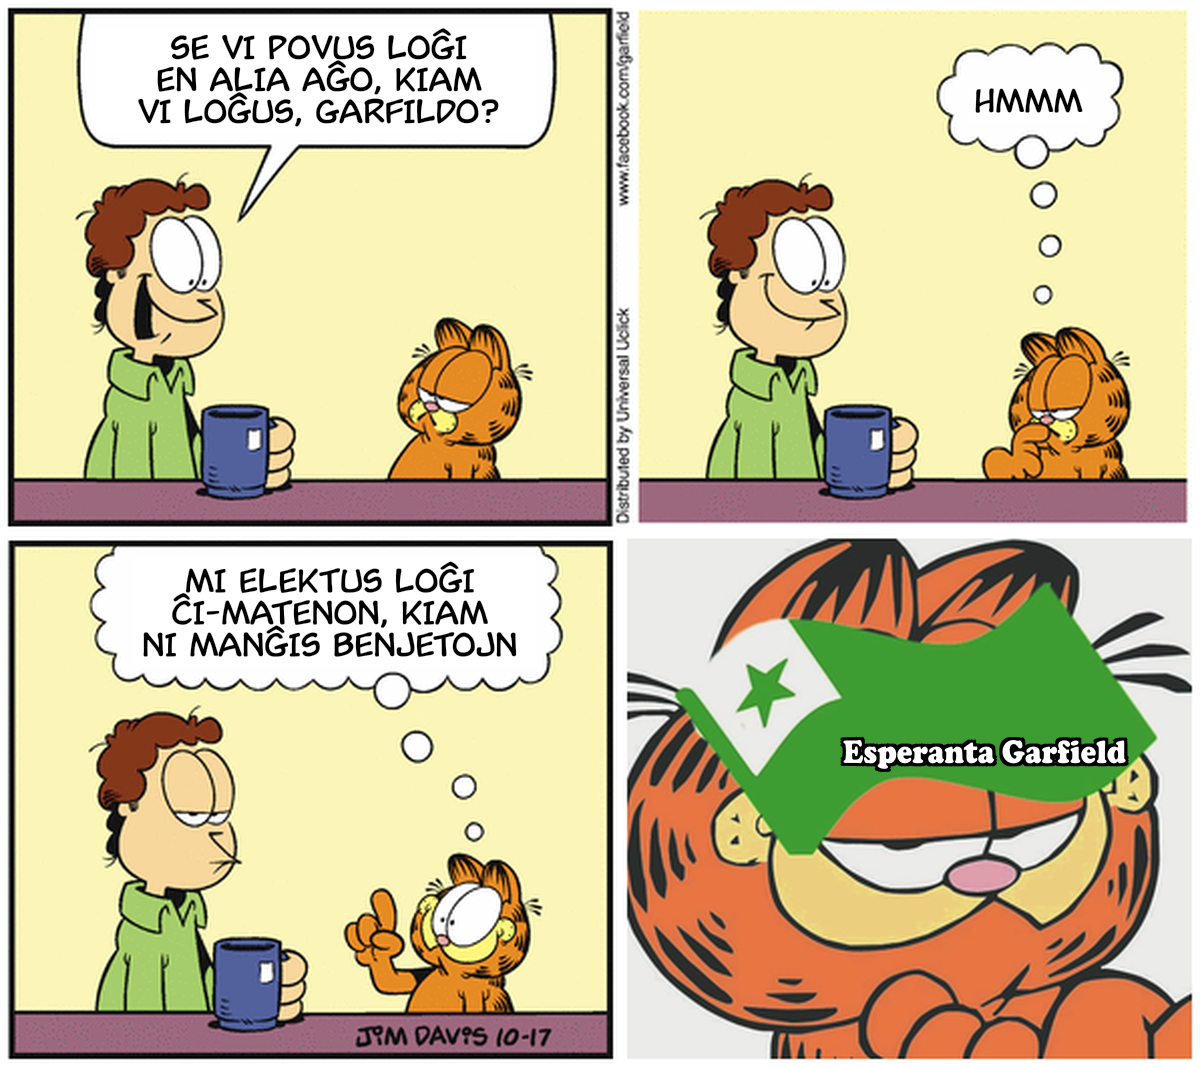 SE VI POVUS LOĜI
EN ALIA AĜO, KIAM
VI LOĜUS, GARFILDO?
www.facebook.com/garfield
Distributed by Universal Uclick
HMMM
MI ELEKTUS LOĜI
ĈI-MATENON, KIAM
NI MANĜIS BENJETOJN
JIM DAVIS 10-17
Esperanta Garfield